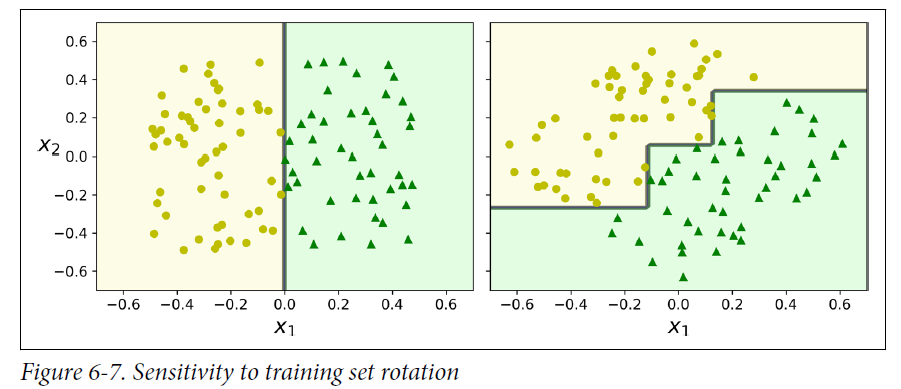 0.6
0.4
0.2
0.0
−0.2
−0.4
−0.6
x₂
−0.6 −0.4 −0.2 0.0 0.2 0.4 0.6
x₁
−0.6 −0.4 −0.2 0.0 0.2 0.4 0.6
x₁
Figure 6-7. Sensitivity to training set rotation